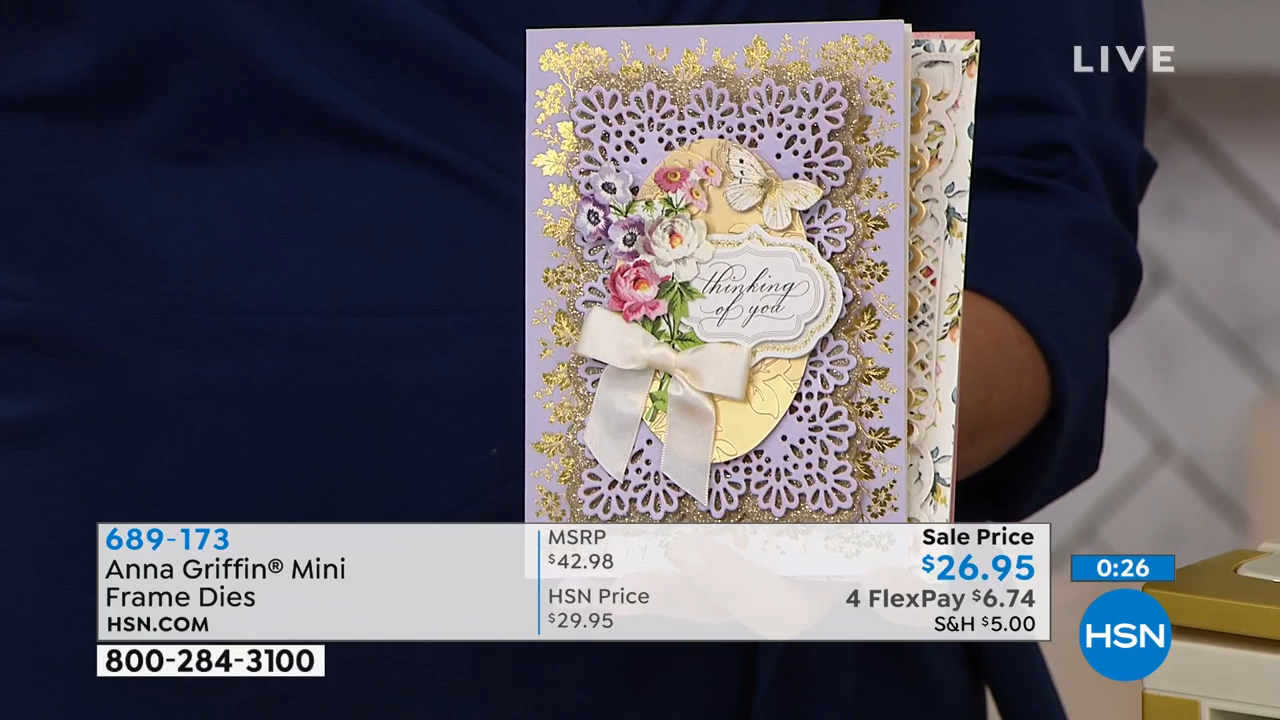 LIVE
thinking
of you
689-173
Anna Griffin® Mini
Frame Dies
HSN.COM
MSRP
$42.98
HSN Price
$29.95
Sale Price
$26.95
4 FlexPay $6.74
S&H $5.00
0:26
HSN
800-284-3100